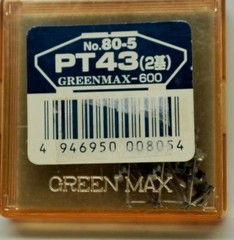 No.80-5
PT43(2基)
GREENMAX-600
4 946950 008054
GREEN MAX